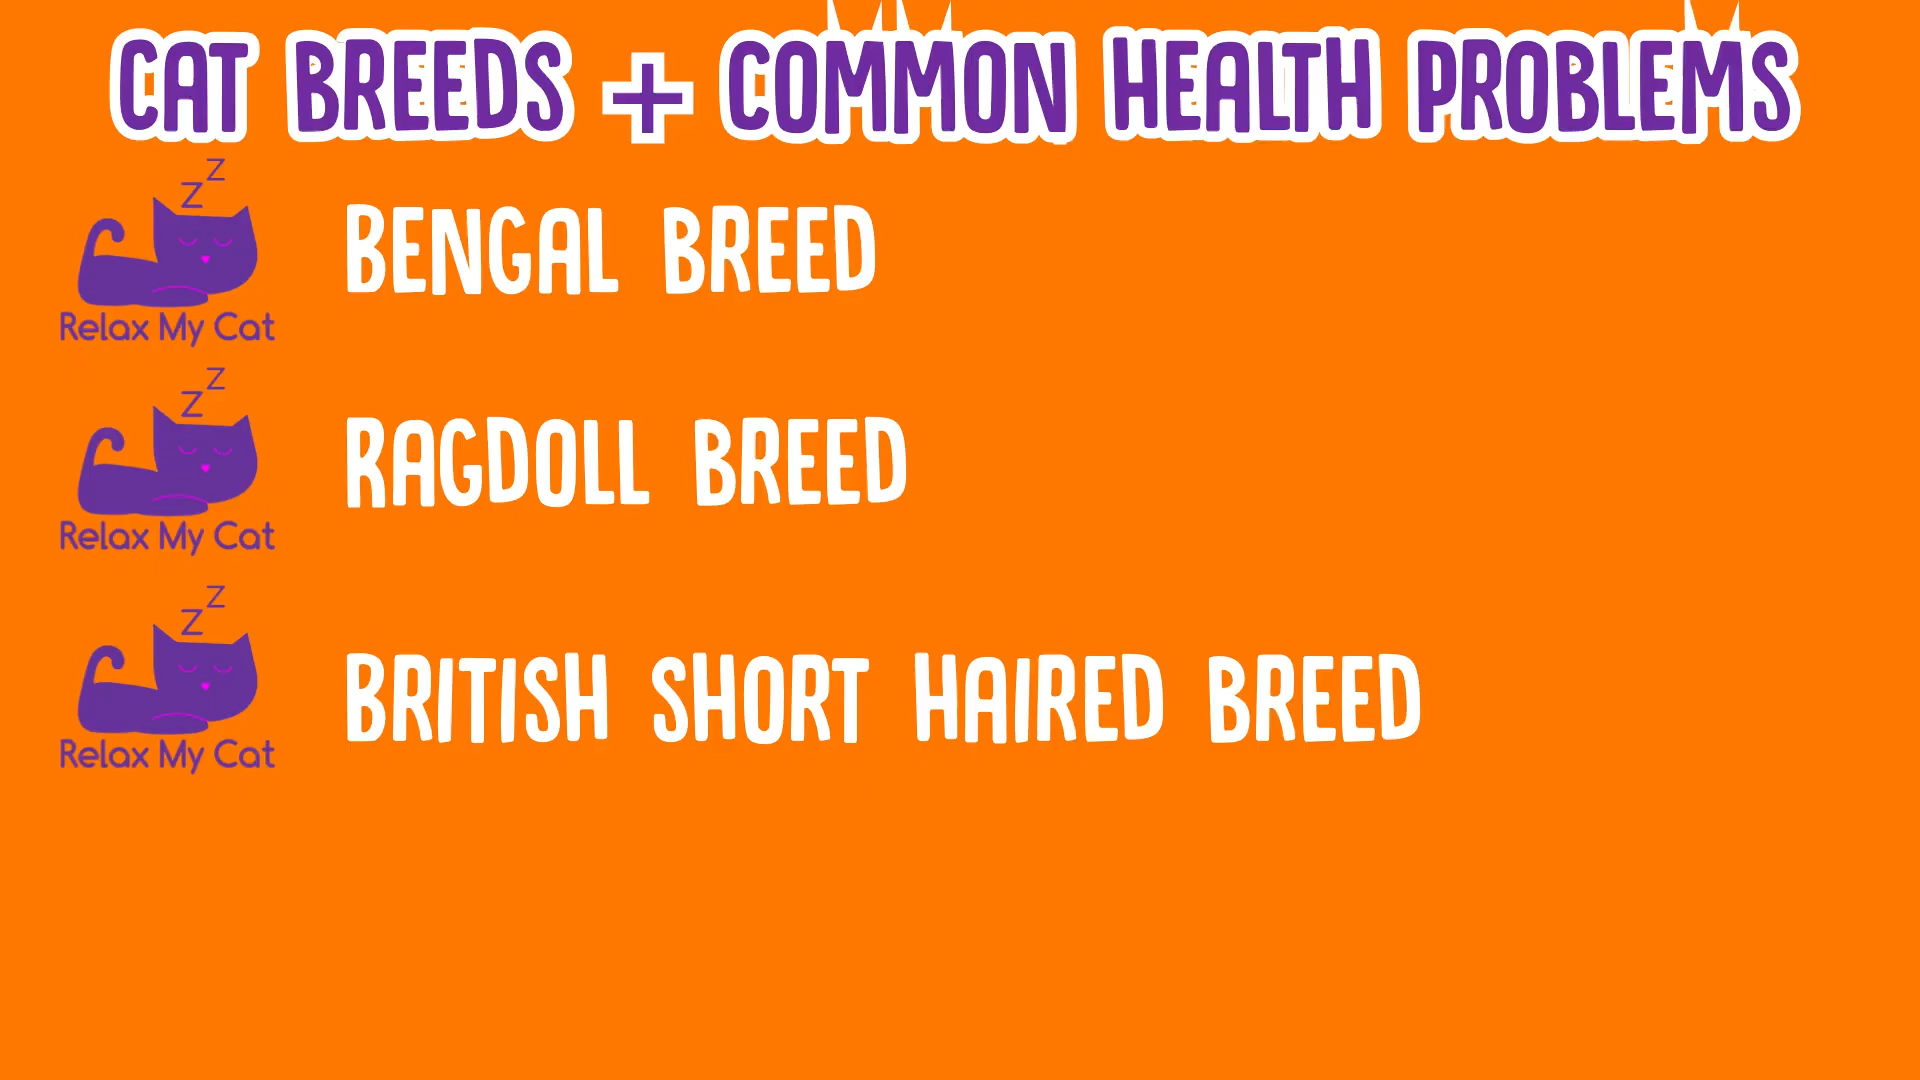 CAT BREEDS + COMMON HEALTH PROBLEMS
Z Z
BENGAL BREED
Relax My Cat
Z Z
RAGDOLL BREED
Relax My Cat
Z Z
BRITISH SHORT HAIRED BREED
Relax My Cat